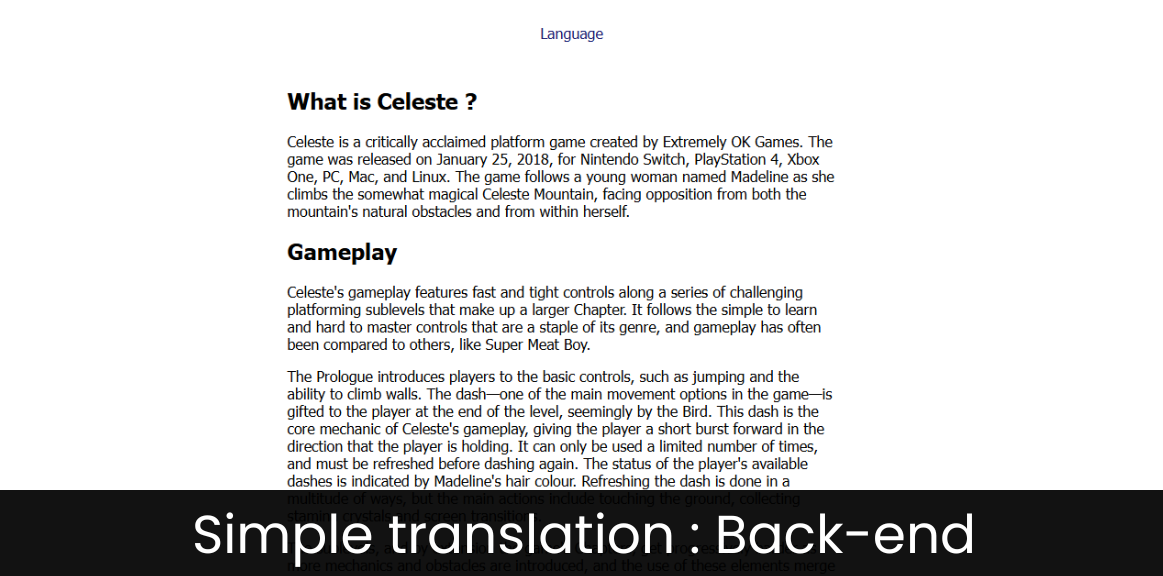 Language
What is Celeste ?
Celeste is a critically acclaimed platform game created by Extremely OK Games. The
game was released on January 25, 2018, for Nintendo Switch, PlayStation 4, Xbox
One, PC, Mac, and Linux. The game follows a young woman named Madeline as she
climbs the somewhat magical Celeste Mountain, facing opposition from both the
mountain's natural obstacles and from within herself.
Gameplay
Celeste's gameplay features fast and tight controls along a series of challenging
platforming sublevels that make up a larger Chapter. It follows the simple to learn
and hard to master controls that are a staple of its genre, and gameplay has often
been compared to others, like Super Meat Boy.
The Prologue introduces players to the basic controls, such as jumping and the
ability to climb walls. The dash—one of the main movement options in the game—is
gifted to the player at the end of the level, seemingly by the Bird. This dash is the
core mechanic of Celeste's gameplay, giving the player a short burst forward in the
direction that the player is holding. It can only be used a limited number of times,
and must be refreshed before dashing again. The status of the player's available
dashes is indicated by Madeline's hair colour. Refreshing the dash is done in a
multitude of ways, but the main actions include touching the ground, collecting
crystals and screen
Simple translation : Back-end
more mechanics and obstacles are introduced, and the use of these elements merge